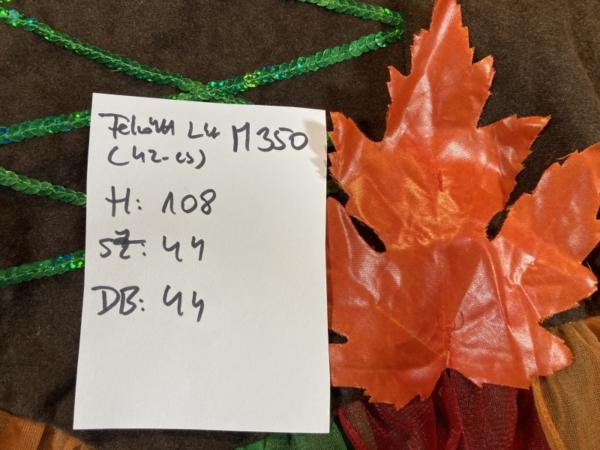 Felnőtt L4 M350
(42-es)
H: 108
SZ: 44
DB: 44